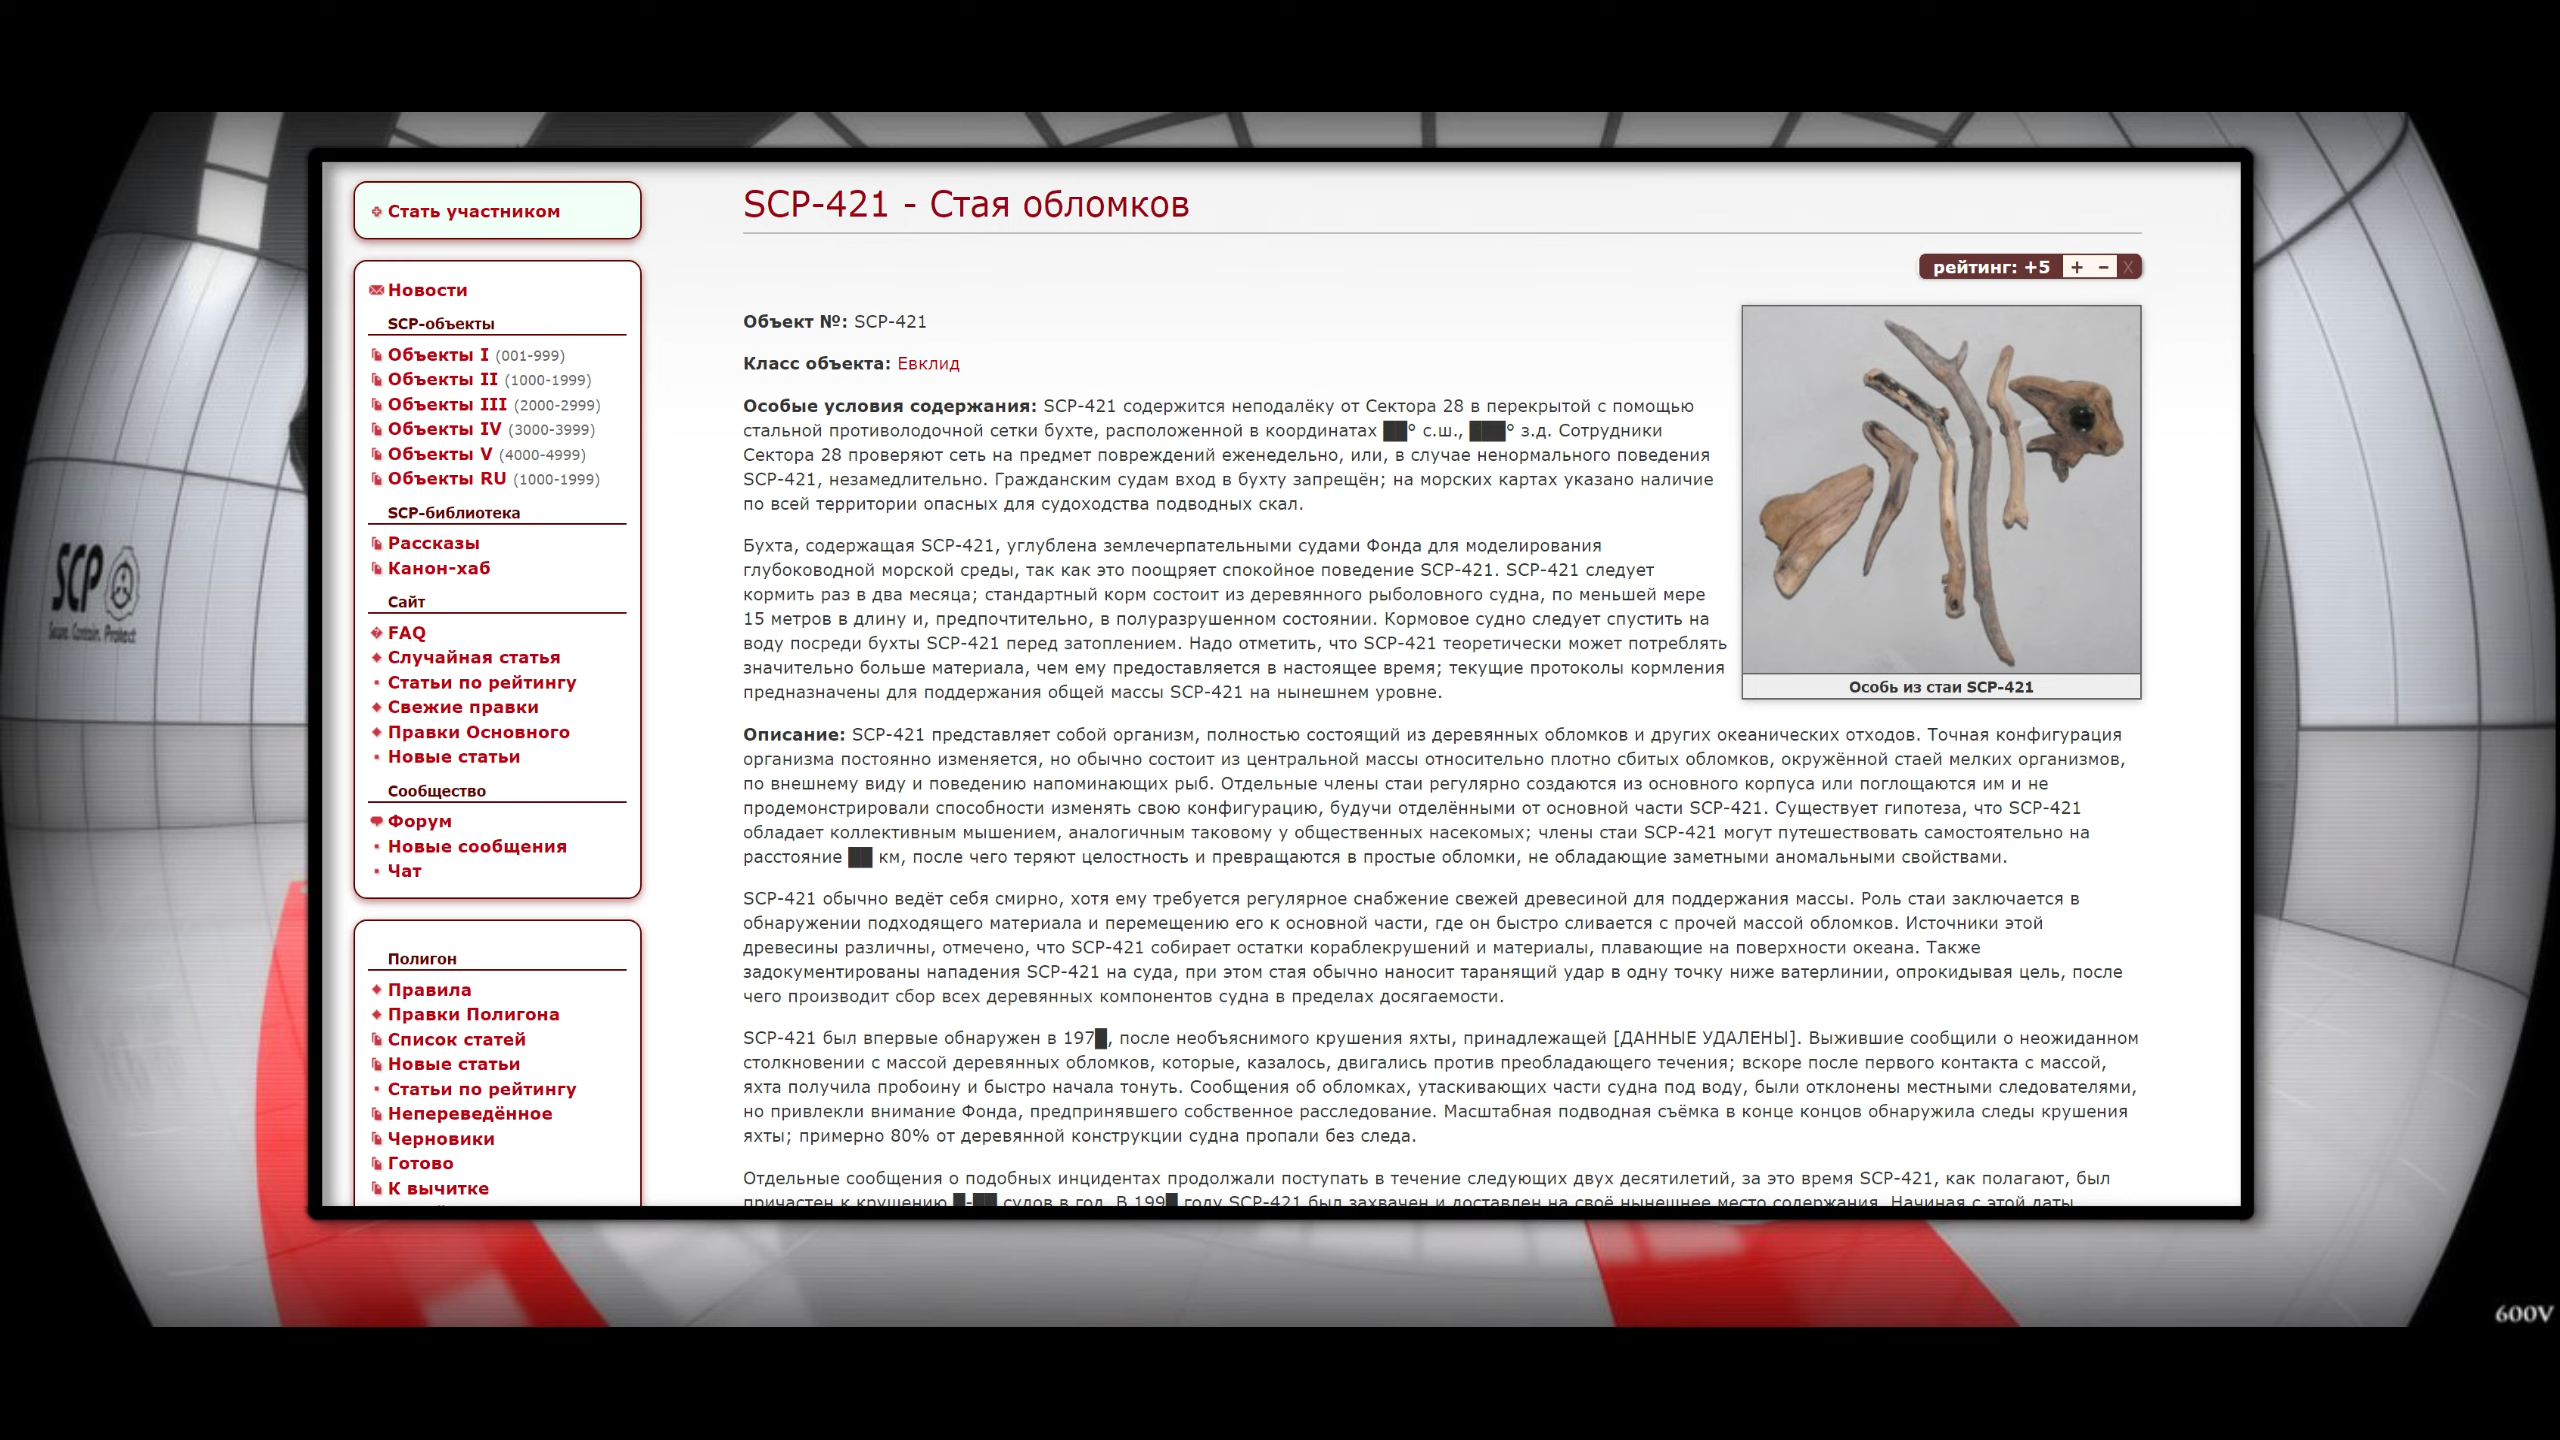 SCP
Secure. Contain. Protect
Стать участником
Новости
SCP-объекты
Объекты I (001-999)
Объекты II (1000-1999)
Объекты III (2000-2999)
Объекты IV (3000-3999)
Объекты V (4000-4999)
Объекты RU (1000-1999)
SCP-библиотека
Рассказы
Канон-хаб
Сайт
FAQ
Случайная статья
Статьи по рейтингу
Свежие правки
Правки Основного
Новые статьи
Сообщество
Форум
Новые сообщения
Чат
Полигон
Правила
Правки Полигона
Список статей
Новые статьи
Статьи по рейтингу
Непереведённое
Черновики
Готово
К вычитке
SCP-421 - Стая обломков
рейтинг: +5 + − X
Объект №: SCP-421
Класс объекта: Евклид
Особые условия содержания: SCP-421 содержится неподалёку от Сектора 28 в перекрытой с помощью
стальной противолодочной сетки бухте, расположенной в координатах ██° с.ш., ███° з.д. Сотрудники
Сектора 28 проверяют сеть на предмет повреждений еженедельно, или, в случае ненормального поведения
SCP-421, незамедлительно. Гражданским судам вход в бухту запрещён; на морских картах указано наличие
по всей территории опасных для судоходства подводных скал.
Бухта, содержащая SCP-421, углублена землечерпательными судами Фонда для моделирования
глубоководной морской среды, так как это поощряет спокойное поведение SCP-421. SCP-421 следует
кормить раз в два месяца; стандартный корм состоит из деревянного рыболовного судна, по меньшей мере
15 метров в длину и, предпочтительно, в полуразрушенном состоянии. Кормовое судно следует спустить на
воду посреди бухты SCP-421 перед затоплением. Надо отметить, что SCP-421 теоретически может потреблять
значительно больше материала, чем ему предоставляется в настоящее время; текущие протоколы кормления
предназначены для поддержания общей массы SCP-421 на нынешнем уровне.
Особь из стаи SCP-421
Описание: SCP-421 представляет собой организм, полностью состоящий из деревянных обломков и других океанических отходов. Точная конфигурация
организма постоянно изменяется, но обычно состоит из центральной массы относительно плотно сбитых обломков, окружённой стаей мелких организмов,
по внешнему виду и поведению напоминающих рыб. Отдельные члены стаи регулярно создаются из основного корпуса или поглощаются им и не
продемонстрировали способности изменять свою конфигурацию, будучи отделёнными от основной части SCP-421. Существует гипотеза, что SCP-421
обладает коллективным мышением, аналогичным таковому у общественных насекомых; члены стаи SCP-421 могут путешествовать самостоятельно на
расстояние ██ км, после чего теряют целостность и превращаются в простые обломки, не обладающие заметными аномальными свойствами.
SCP-421 обычно ведёт себя смирно, хотя ему требуется регулярное снабжение свежей древесиной для поддержания массы. Роль стаи заключается в
обнаружении подходящего материала и перемещению его к основной части, где он быстро сливается с прочей массой обломков. Источники этой
древесины различны, отмечено, что SCP-421 собирает остатки кораблекрушений и материалы, плавающие на поверхности океана. Также
задокументированы нападения SCP-421 на суда, при этом стая обычно наносит таранящий удар в одну точку ниже ватерлинии, опрокидывая цель, после
чего производит сбор всех деревянных компонентов судна в пределах досягаемости.
SCP-421 был впервые обнаружен в 197█, после необъяснимого крушения яхты, принадлежащей [ДАННЫЕ УДАЛЕНЫ]. Выжившие сообщили о неожиданном
столкновении с массой деревянных обломков, которые, казалось, двигались против преобладающего течения; вскоре после первого контакта с массой,
яхта получила пробоину и быстро начала тонуть. Сообщения об обломках, утаскивающих части судна под воду, были отклонены местными следователями,
но привлекли внимание Фонда, предпринявшего собственное расследование. Масштабная подводная съёмка в конце концов обнаружила следы крушения
яхты; примерно 80% от деревянной конструкции судна пропали без следа.
Отдельные сообщения о подобных инцидентах продолжали поступать в течение следующих двух десятилетий, за это время SCP-421, как полагают, был
причастен к крушению █-██ судов в год. В 199█ году SCP-421 был захвачен и доставлен на своё нынешнее место содержания. Начиная с этой даты
600V